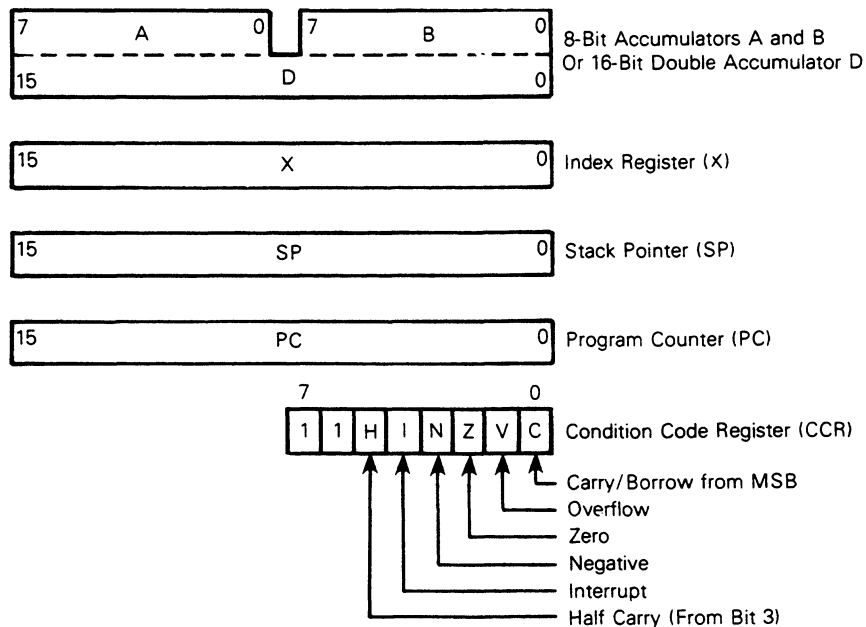 7 A 0 7 B 0
8-Bit Accumulators A and B
Or 16-Bit Double Accumulator D
15 D 0
15 X 0 Index Register (X)
15 SP 0 Stack Pointer (SP)
15 PC 0 Program Counter (PC)
7 0
1 1 H I N Z V C Condition Code Register (CCR)
Carry/Borrow from MSB
Overflow
Zero
Negative
Interrupt
Half Carry (From Bit 3)